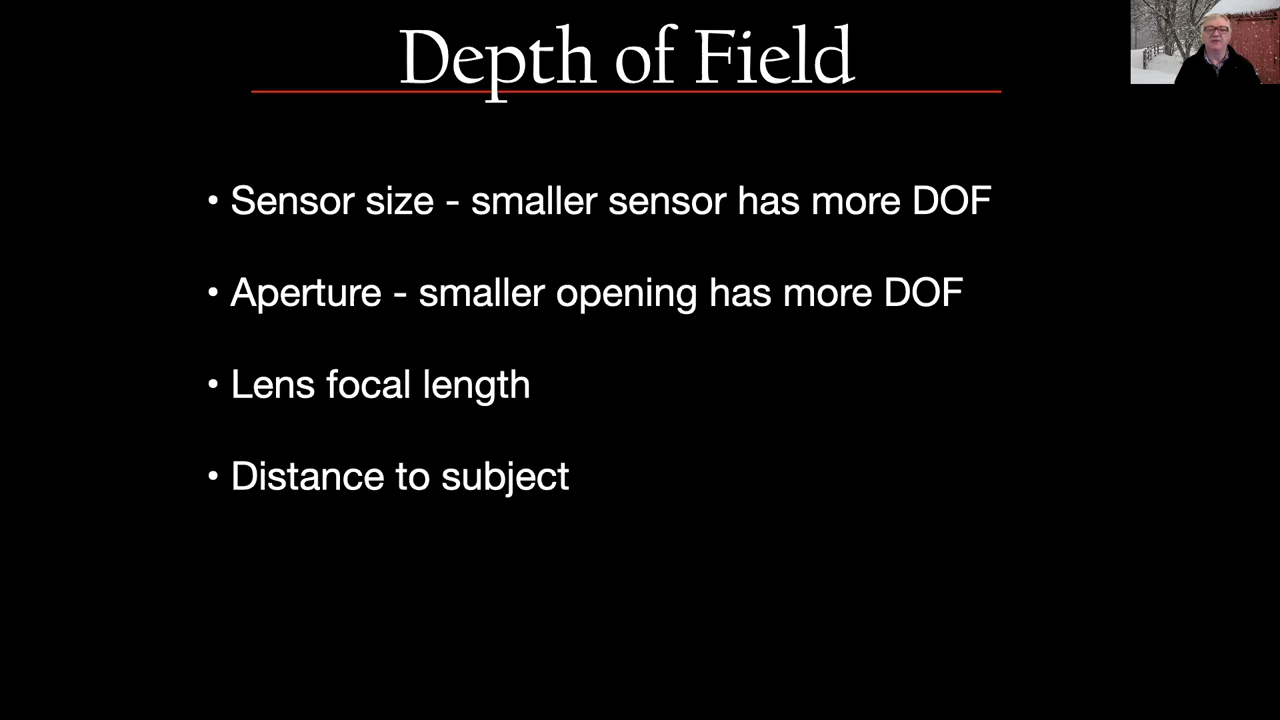 Depth of Field
• Sensor size - smaller sensor has more DOF
• Aperture - smaller opening has more DOF
• Lens focal length
• Distance to subject